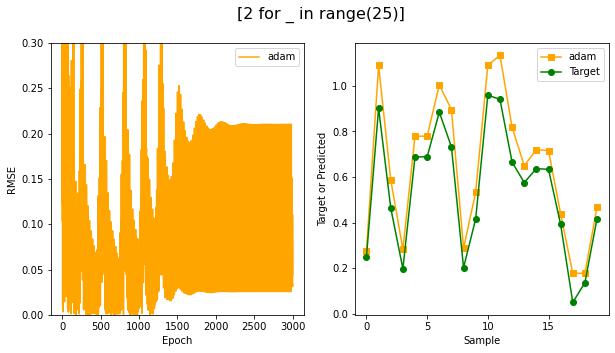 [2 for _ in range(25)]
0.30
0.25
0.20
0.15
0.10
0.05
0.00
RMSE
0 500 1000 1500 2000 2500 3000
Epoch
adam
1.0
0.8
0.6
0.4
0.2
0.0
Target or Predicted
0 5 10 15
Sample
adam
Target